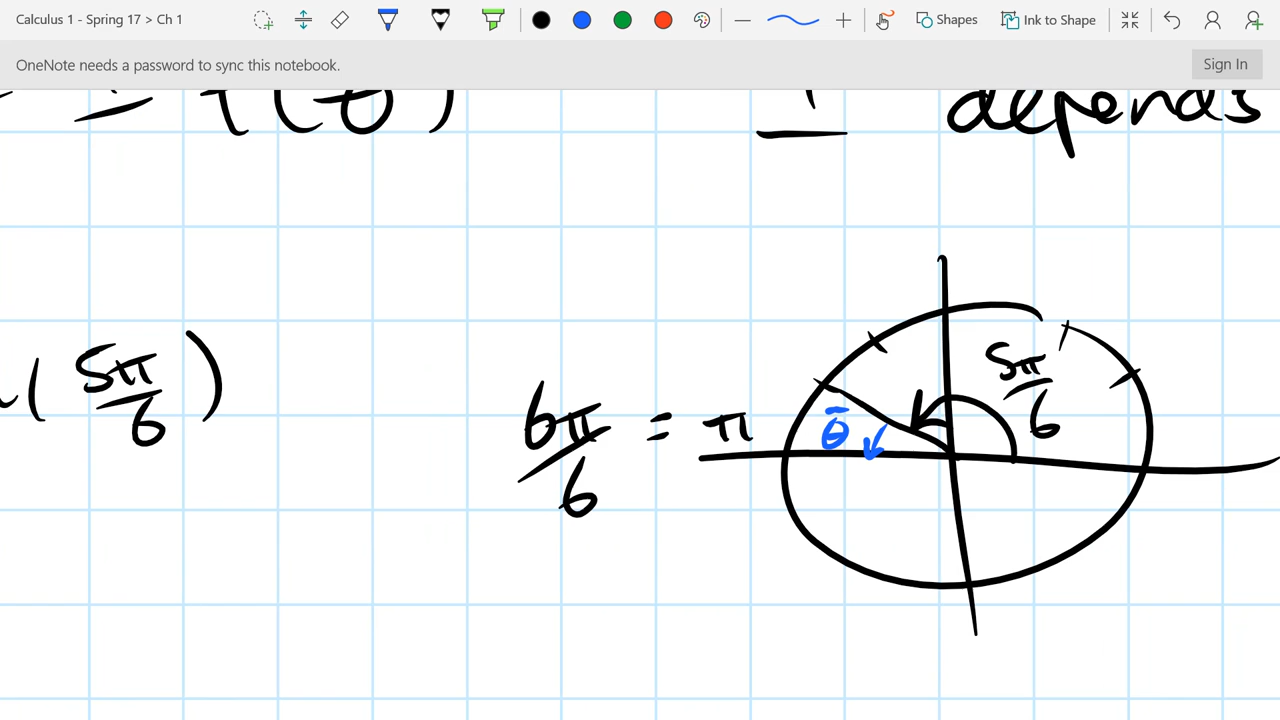 Calculus 1 - Spring 17 > Ch 1
Shapes
Ink to Shape
OneNote needs a password to sync this notebook.
Sign In
= f(θ)
depends
(5π/6)
6π/6 = π
5π/6
θ̄